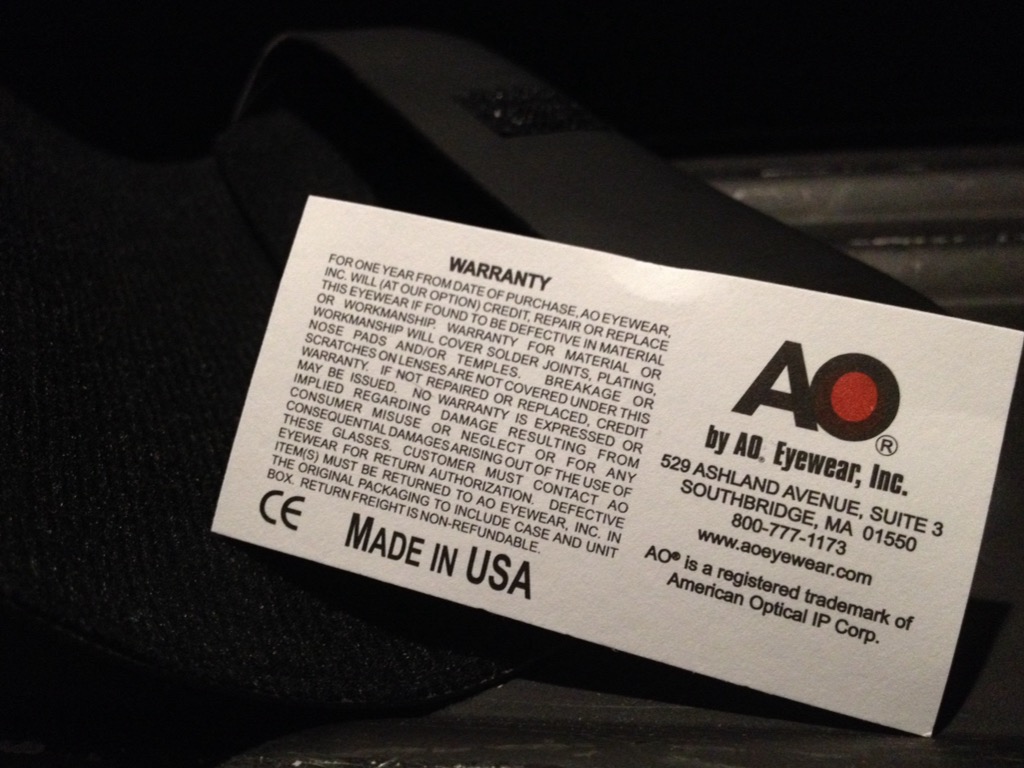 WARRANTY
FOR ONE YEAR FROM DATE OF PURCHASE, AO EYEWEAR,
INC. WILL (AT OUR OPTION) CREDIT, REPAIR OR REPLACE
THIS EYEWEAR IF FOUND TO BE DEFECTIVE IN MATERIAL
OR WORKMANSHIP. WARRANTY FOR MATERIAL OR
WORKMANSHIP WILL COVER SOLDER JOINTS, PLATING,
NOSE PADS AND/OR TEMPLES. BREAKAGE OR
SCRATCHES ON LENSES ARE NOT COVERED UNDER THIS
WARRANTY. IF NOT REPAIRED OR REPLACED, CREDIT
MAY BE ISSUED. NO WARRANTY IS EXPRESSED OR
IMPLIED REGARDING DAMAGE RESULTING FROM
CONSUMER MISUSE OR NEGLECT OR FOR ANY
CONSEQUENTIAL DAMAGES ARISING OUT OF THE USE OF
THESE GLASSES. CUSTOMER MUST CONTACT AO
EYEWEAR FOR RETURN AUTHORIZATION. DEFECTIVE
ITEM(S) MUST BE RETURNED TO AO EYEWEAR, INC. IN
THE ORIGINAL PACKAGING TO INCLUDE CASE AND UNIT
BOX. RETURN FREIGHT IS NON-REFUNDABLE.
CE
MADE IN USA
AO®
by AO, Eyewear, Inc.
529 ASHLAND AVENUE, SUITE 3
SOUTHBRIDGE, MA 01550
800-777-1173
www.aoeyewear.com
AO® is a registered trademark of
American Optical IP Corp.